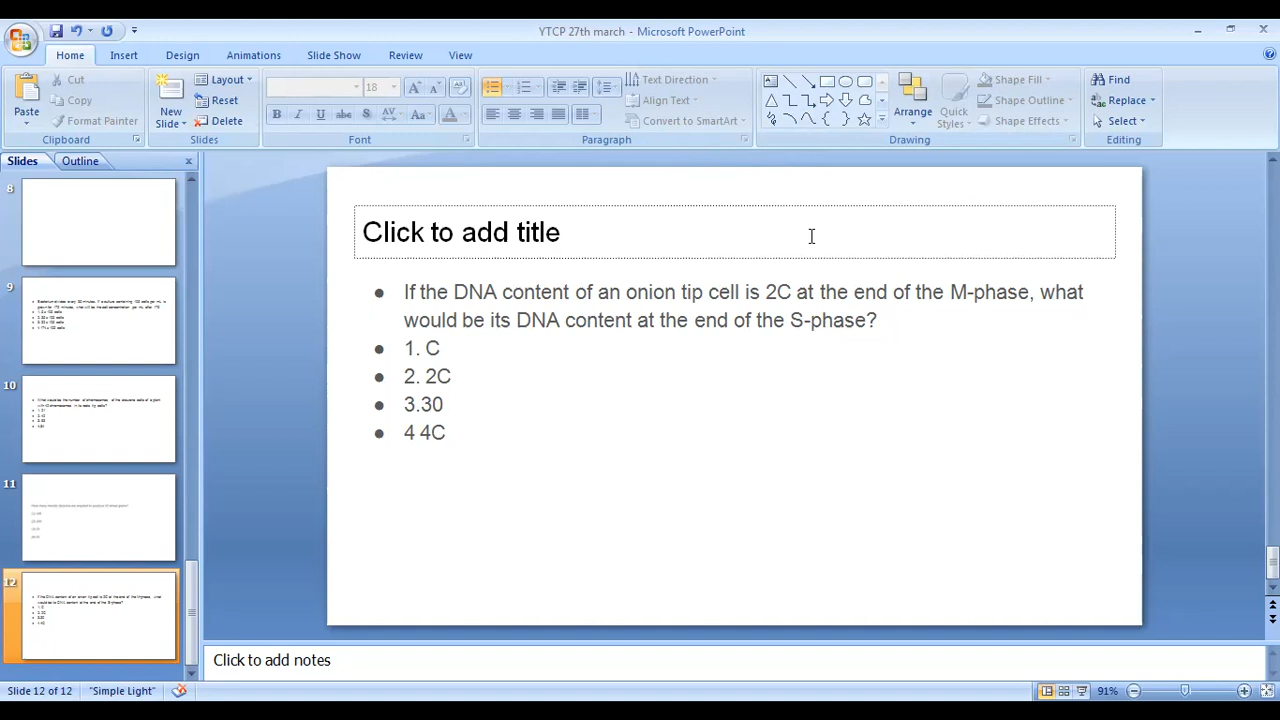 YTCP 27th march - Microsoft PowerPoint
Home Insert Design Animations Slide Show Review View
Paste Cut Copy Format Painter Clipboard
New Slide Layout Reset Delete Slides
18 B I U abc S AV Aa A Font
Text Direction Align Text Convert to SmartArt Paragraph
Arrange Quick Styles Shape Fill Shape Outline Shape Effects Drawing
Find Replace Select Editing
Slides Outline
8
9
10
11
12
Click to add title
● If the DNA content of an onion tip cell is 2C at the end of the M-phase, what
would be its DNA content at the end of the S-phase?
● 1. C
● 2. 2C
● 3.30
● 4 4C
Click to add notes
Slide 12 of 12 "Simple Light" 91%